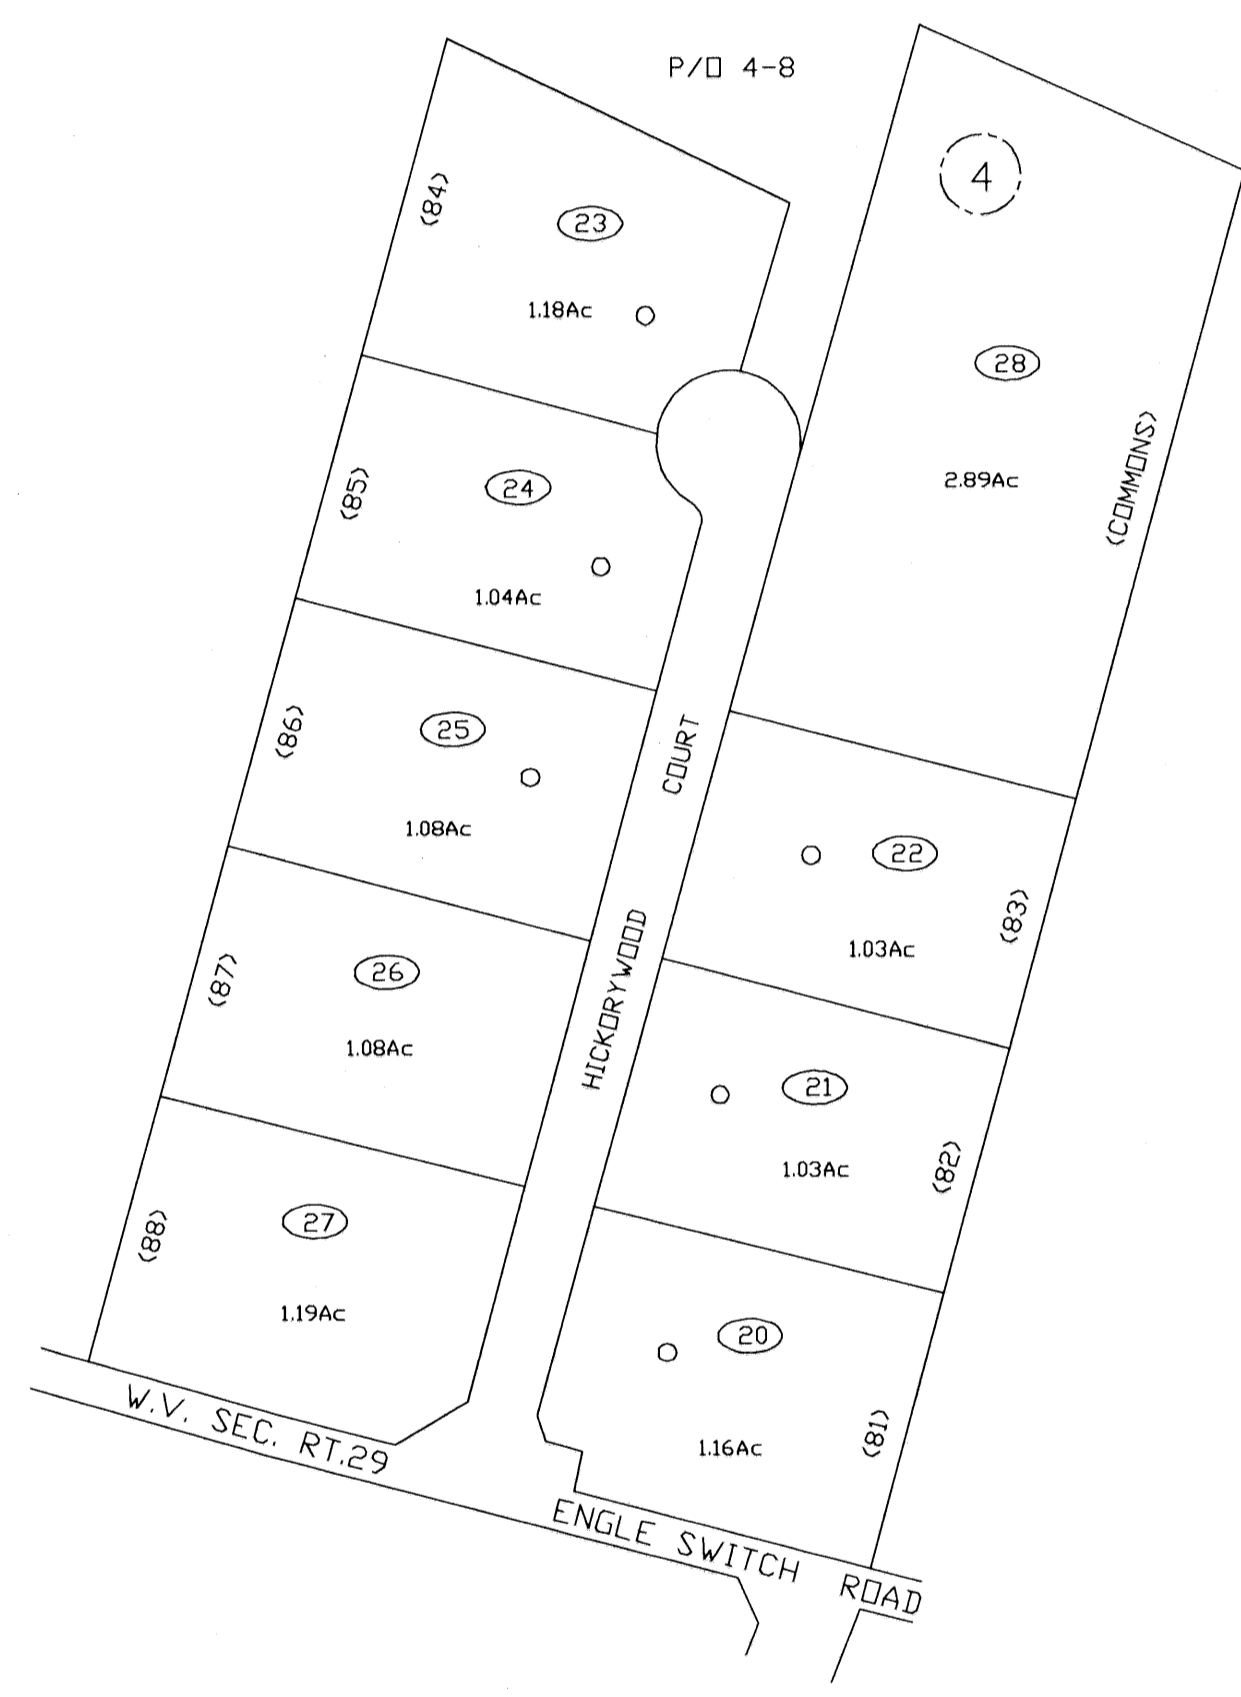 P/O 4-8
4
(84)
23
1.18Ac
28
2.89Ac
(COMMONS)
(85)
24
1.04Ac
(86)
25
1.08Ac
HICKORYWOOD COURT
22
1.03Ac
(83)
(87)
26
1.08Ac
21
1.03Ac
(82)
(88)
27
1.19Ac
20
1.16Ac
(81)
W.V. SEC. RT.29
ENGLE SWITCH ROAD